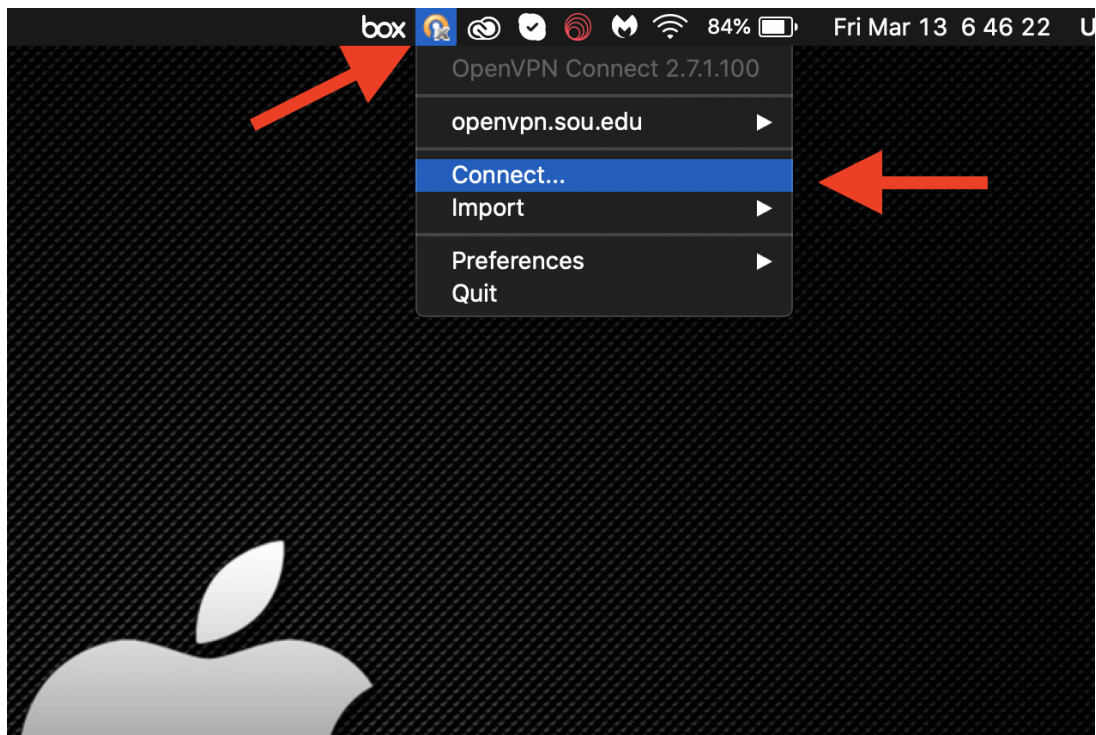 box 84% Fri Mar 13 6 46 22 U
OpenVPN Connect 2.7.1.100
openvpn.sou.edu
Connect...
Import
Preferences
Quit